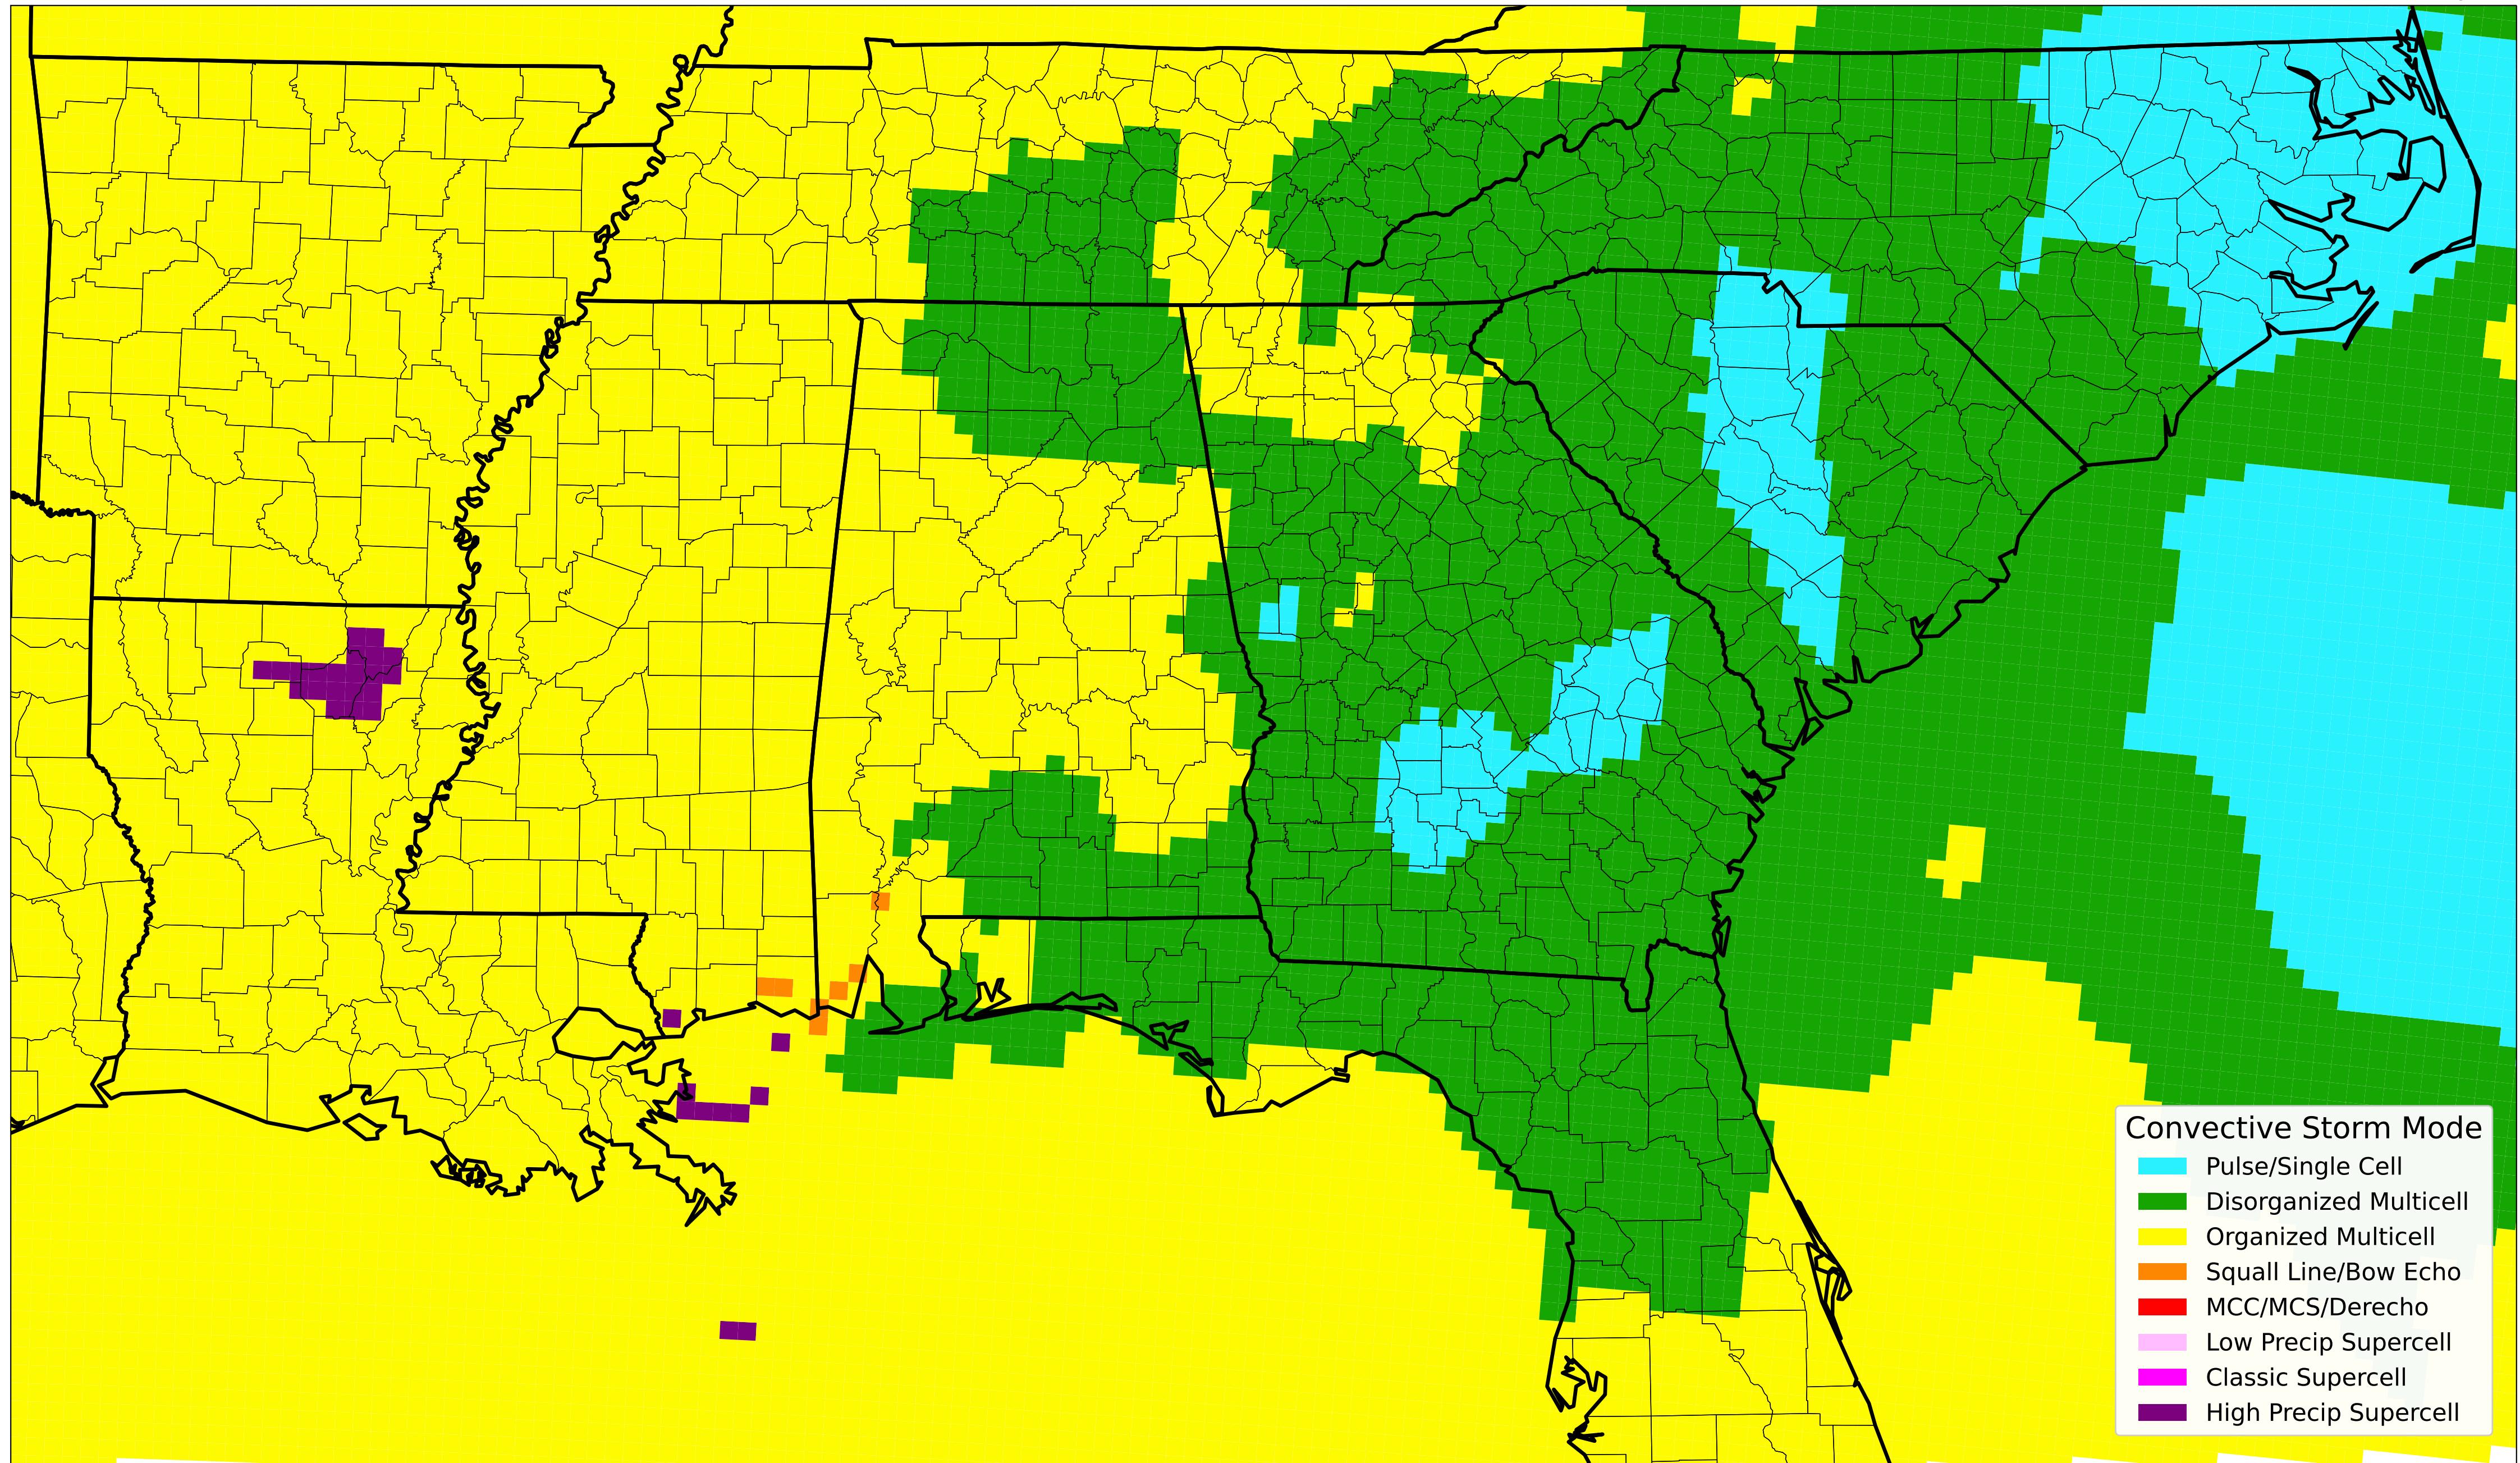 Convective Storm Mode
Pulse/Single Cell
Disorganized Multicell
Organized Multicell
Squall Line/Bow Echo
MCC/MCS/Derecho
Low Precip Supercell
Classic Supercell
High Precip Supercell